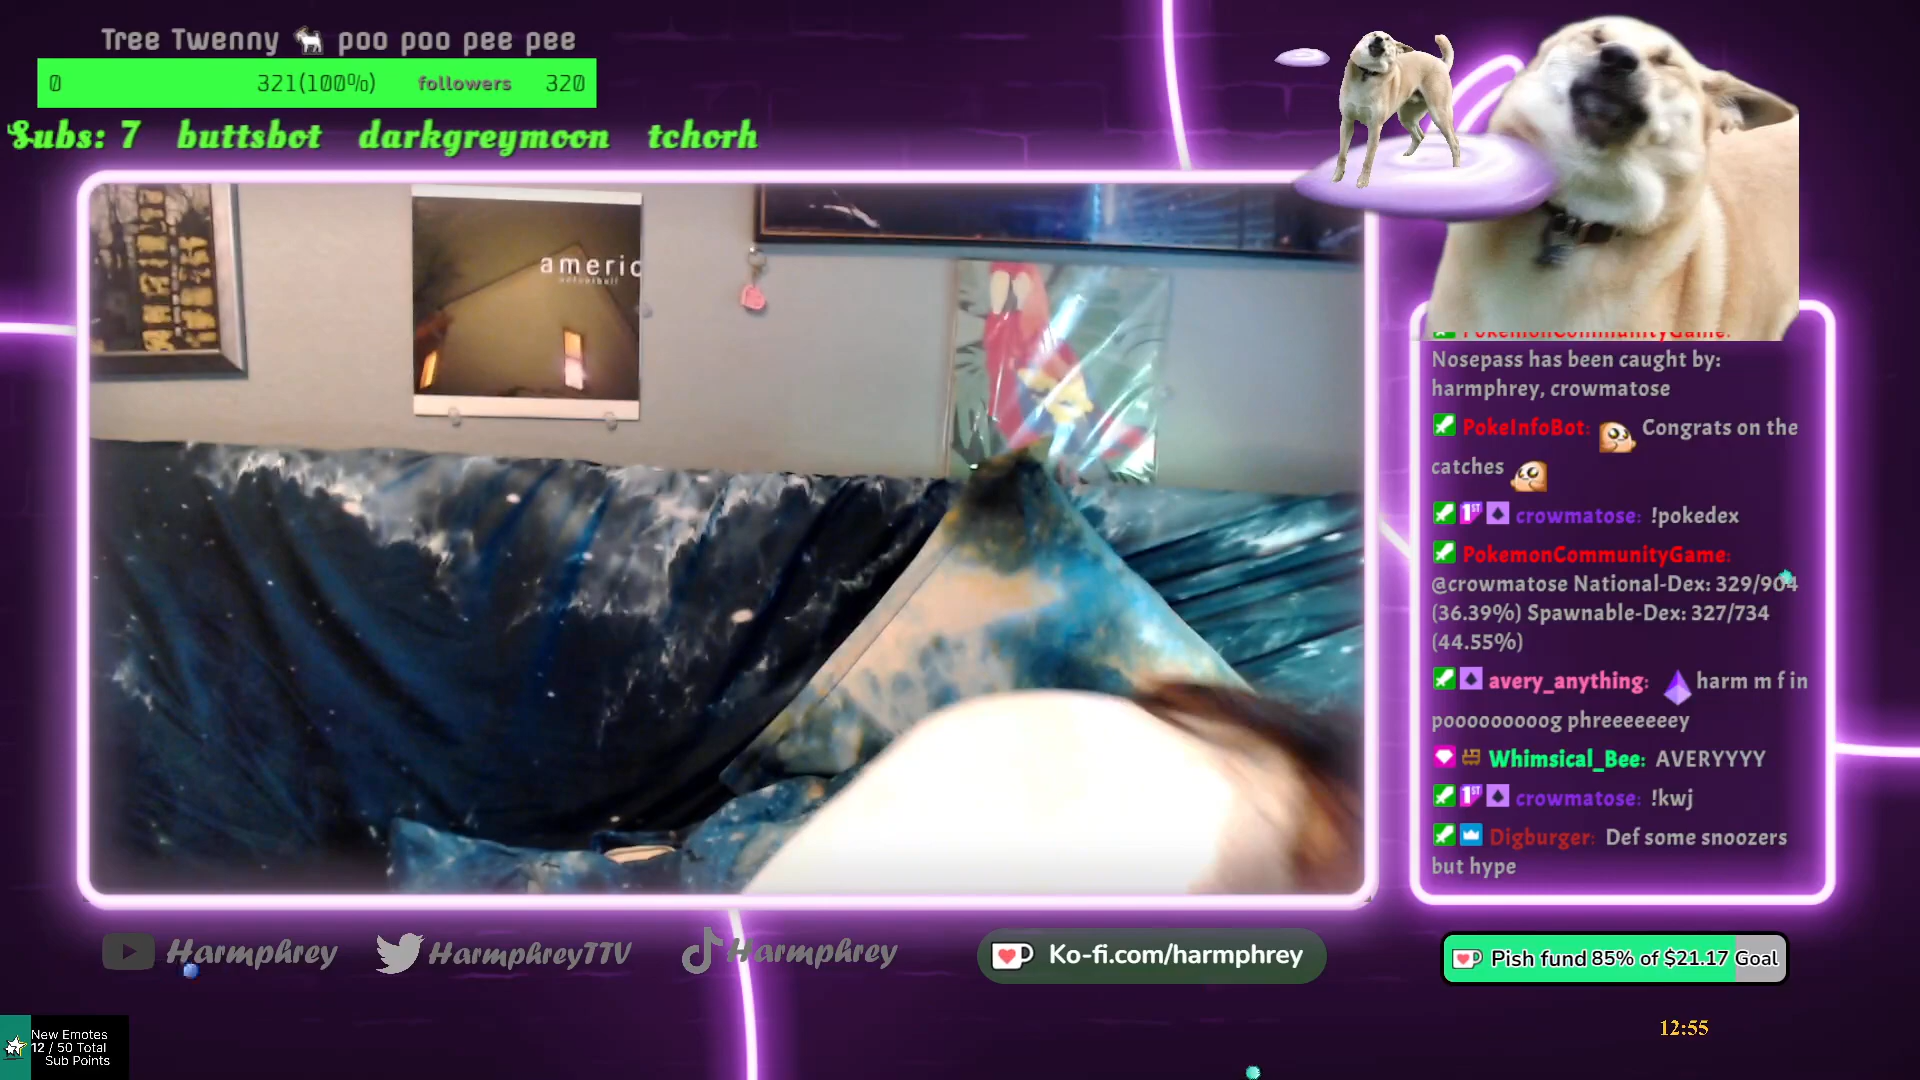 Tree Twenny 🐐 poo poo pee pee
0 321(100%) followers 320
Subs: 7 buttsbot darkgreymoon tchorh
americ
PokemonCommunityGame:
Nosepass has been caught by:
harmphrey, crowmatose
PokeInfoBot: Congrats on the
catches
crowmatose: !pokedex
PokemonCommunityGame:
@crowmatose National-Dex: 329/904
(36.39%) Spawnable-Dex: 327/734
(44.55%)
avery_anything: harm m f in
pooooooooog phreeeeeeey
Whimsical_Bee: AVERYYYY
crowmatose: !kwj
Digburger: Def some snoozers
but hype
Harmphrey HarmphreyTTV Harmphrey Ko-fi.com/harmphrey Pish fund 85% of $21.17 Goal
12:55
New Emotes
12 / 50 Total
Sub Points